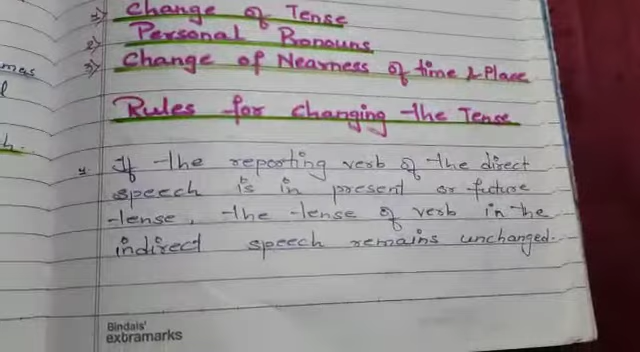 1) Change of Tense
2) Personal Pronouns
3) Change of Nearness of time & Place
Rules for changing the Tense
If the reporting verb of the direct
speech is in present or future
tense, the tense of verb in the
indirect speech remains unchanged.
Bindals'
extramarks